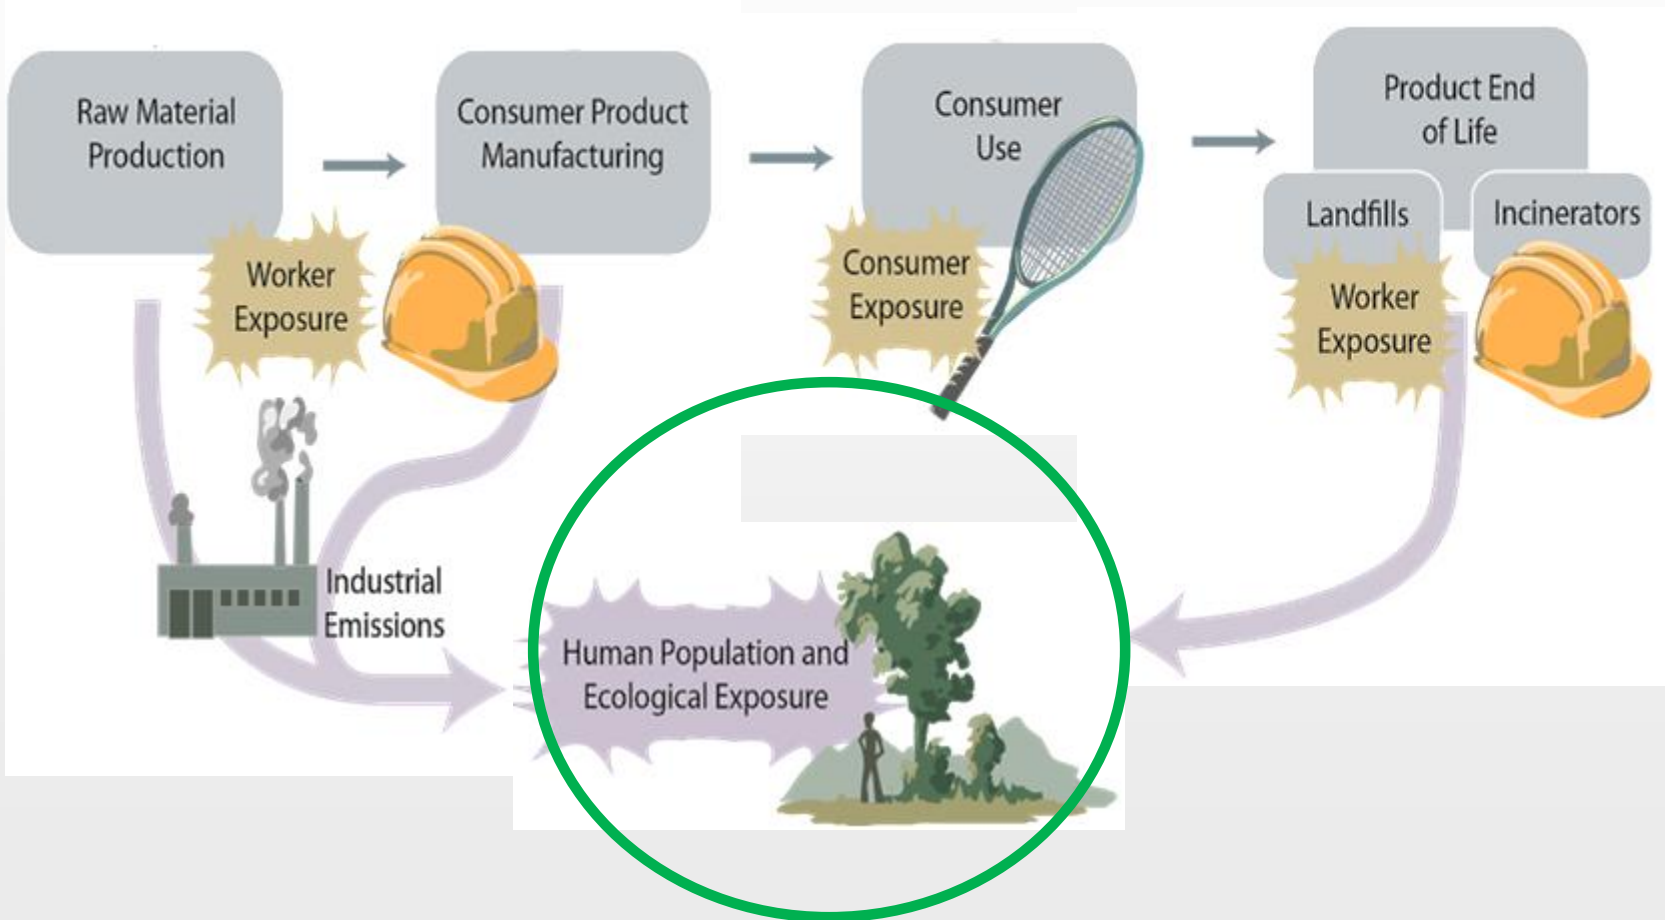 Raw Material
Production
Consumer Product
Manufacturing
Consumer
Use
Product End
of Life
Landfills
Incinerators
Worker
Exposure
Consumer
Exposure
Worker
Exposure
Industrial
Emissions
Human Population and
Ecological Exposure